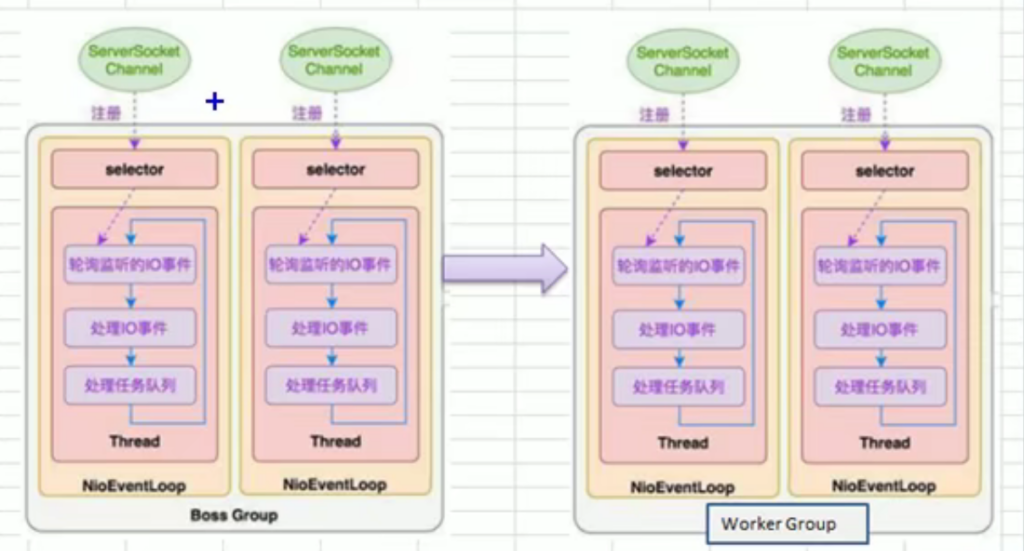 ServerSocket
Channel
注册
selector
轮询监听的IO事件
处理IO事件
处理任务队列
Thread
NioEventLoop
ServerSocket
Channel
注册
selector
轮询监听的IO事件
处理IO事件
处理任务队列
Thread
NioEventLoop
Boss Group
ServerSocket
Channel
注册
selector
轮询监听的IO事件
处理IO事件
处理任务队列
Thread
NioEventLoop
ServerSocket
Channel
注册
selector
轮询监听的IO事件
处理IO事件
处理任务队列
Thread
NioEventLoop
Worker Group